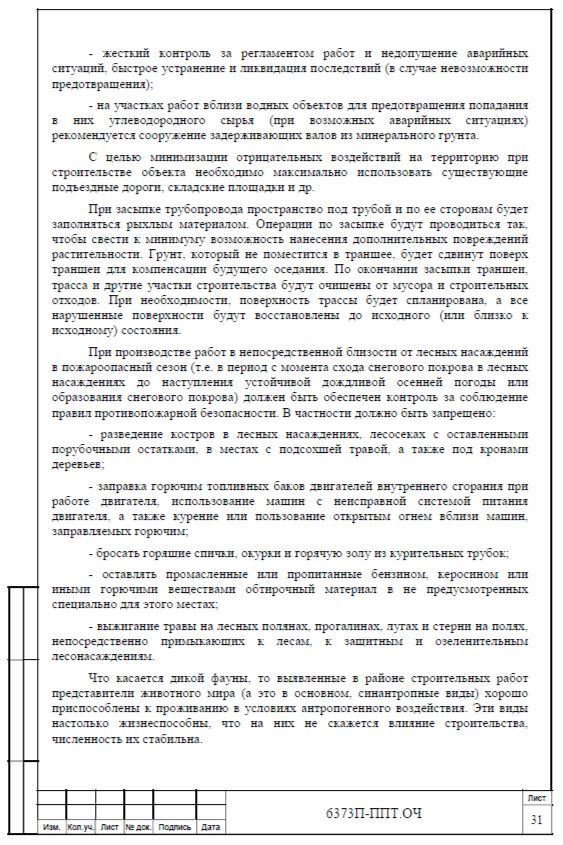 - жесткий контроль за регламентом работ и недопущение аварийных
ситуаций, быстрое устранение и ликвидация последствий (в случае невозможности
предотвращения);
- на участках работ вблизи водных объектов для предотвращения попадания
в них углеводородного сырья (при возможных аварийных ситуациях)
рекомендуется сооружение задерживающих валов из минерального грунта.
С целью минимизации отрицательных воздействий на территорию при
строительстве объекта необходимо максимально использовать существующие
подъездные дороги, складские площадки и др.
При засыпке трубопровода пространство под трубой и по ее сторонам будет
заполняться рыхлым материалом. Операции по засыпке будут проводиться так,
чтобы свести к минимуму возможность нанесения дополнительных повреждений
растительности. Грунт, который не поместится в траншее, будет сдвинут поверх
траншеи для компенсации будущего оседания. По окончании засыпки траншеи,
трасса и другие участки строительства будут очищены от мусора и строительных
отходов. При необходимости, поверхность трассы будет спланирована, а все
нарушенные поверхности будут восстановлены до исходного (или близко к
исходному) состояния.
При производстве работ в непосредственной близости от лесных насаждений
в пожароопасный сезон (т.е. в период с момента схода снегового покрова в лесных
насаждениях до наступления устойчивой дождливой осенней погоды или
образования снегового покрова) должен быть обеспечен контроль за соблюдение
правил противопожарной безопасности. В частности должно быть запрещено:
- разведение костров в лесных насаждениях, лесосеках с оставленными
порубочными остатками, в местах с подсохшей травой, а также под кронами
деревьев;
- заправка горючим топливных баков двигателей внутреннего сгорания при
работе двигателя, использование машин с неисправной системой питания
двигателя, а также курение или пользование открытым огнем вблизи машин,
заправляемых горючим;
- бросать горящие спички, окурки и горячую золу из курительных трубок;
- оставлять промасленные или пропитанные бензином, керосином или
иными горючими веществами обтирочный материал в не предусмотренных
специально для этого местах;
- выжигание травы на лесных полянах, прогалинах, лугах и стерни на полях,
непосредственно примыкающих к лесам, к защитным и озеленительным
лесонасаждениям.
Что касается дикой фауны, то выявленные в районе строительных работ
представители животного мира (а это в основном, синантропные виды) хорошо
приспособлены к проживанию в условиях антропогенного воздействия. Эти виды
настолько жизнеспособны, что на них не скажется влияние строительства,
численность их стабильна.
6373П-ППТ.ОЧ
Лист
31
Изм. Кол.уч. Лист № док. Подпись Дата